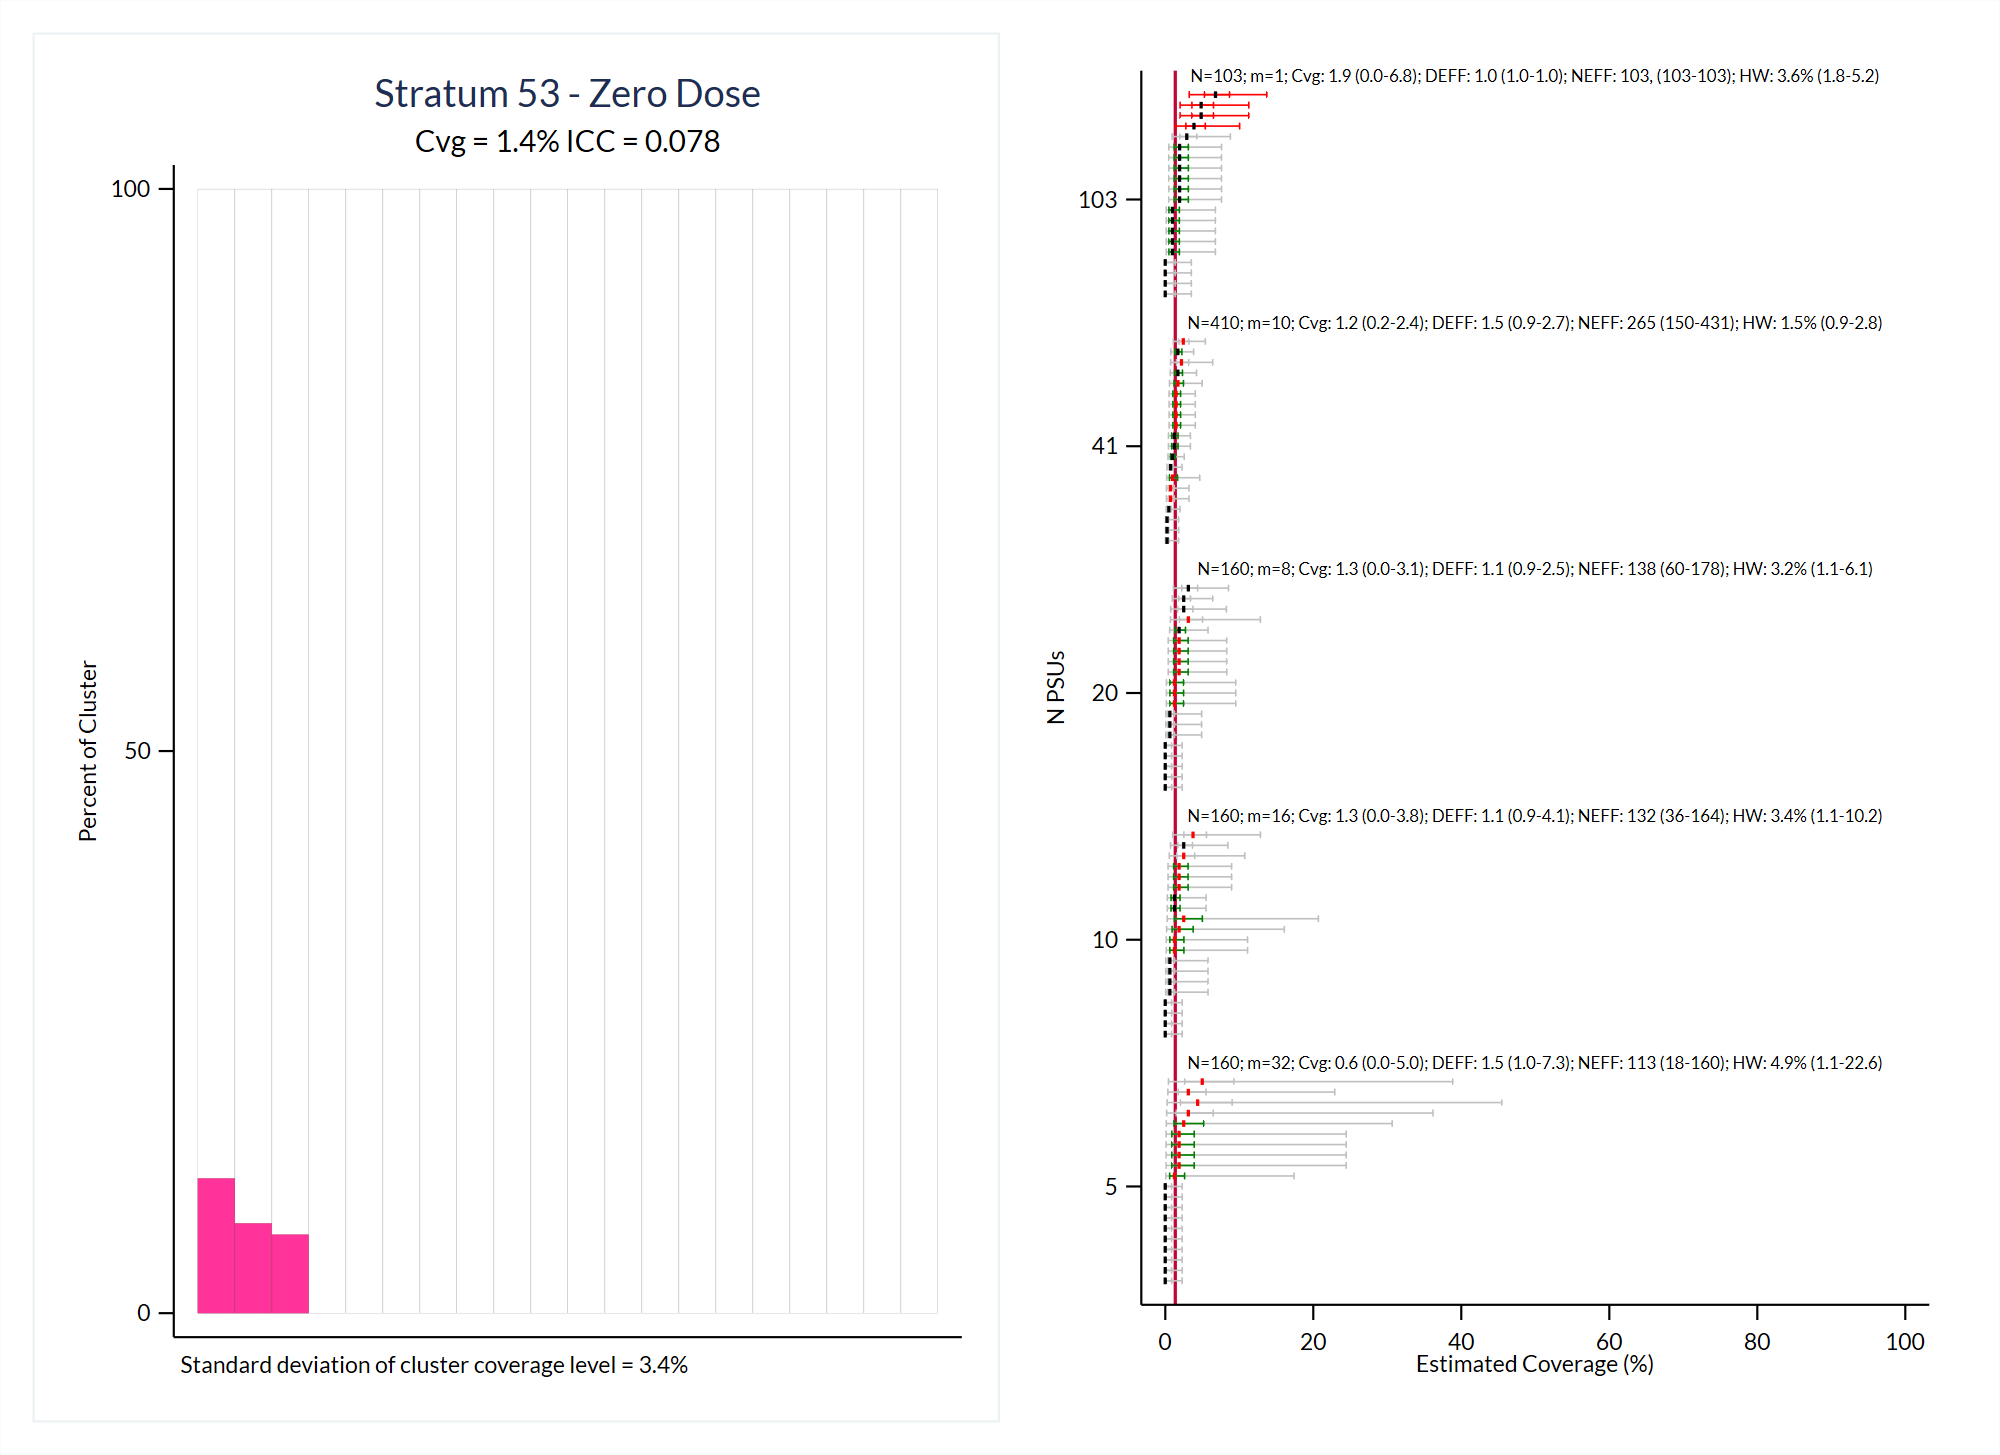 Stratum 53 - Zero Dose
Cvg = 1.4% ICC = 0.078
100
50
0
Percent of Cluster
Standard deviation of cluster coverage level = 3.4%
N=103; m=1; Cvg: 1.9 (0.0-6.8); DEFF: 1.0 (1.0-1.0); NEFF: 103, (103-103); HW: 3.6% (1.8-5.2)
103
N=410; m=10; Cvg: 1.2 (0.2-2.4); DEFF: 1.5 (0.9-2.7); NEFF: 265 (150-431); HW: 1.5% (0.9-2.8)
41
N=160; m=8; Cvg: 1.3 (0.0-3.1); DEFF: 1.1 (0.9-2.5); NEFF: 138 (60-178); HW: 3.2% (1.1-6.1)
N PSUs
20
N=160; m=16; Cvg: 1.3 (0.0-3.8); DEFF: 1.1 (0.9-4.1); NEFF: 132 (36-164); HW: 3.4% (1.1-10.2)
10
N=160; m=32; Cvg: 0.6 (0.0-5.0); DEFF: 1.5 (1.0-7.3); NEFF: 113 (18-160); HW: 4.9% (1.1-22.6)
5
0 20 40 60 80 100
Estimated Coverage (%)